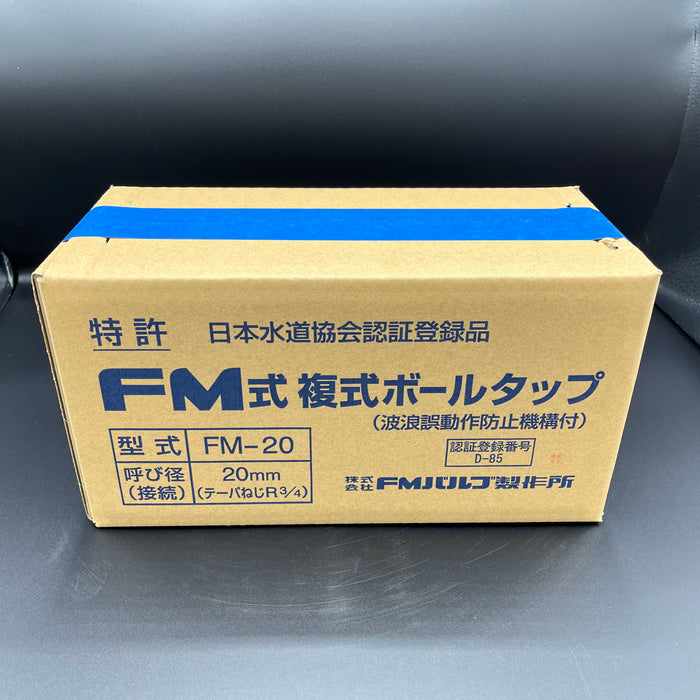 特許 日本水道協会認証登録品
FM式 複式ボールタップ
(波浪誤動作防止機構付)
型式 FM-20
呼び径(接続) 20mm(テーパねじR3/4)
認証登録番号
D-85
株式会社 FMバルブ製作所